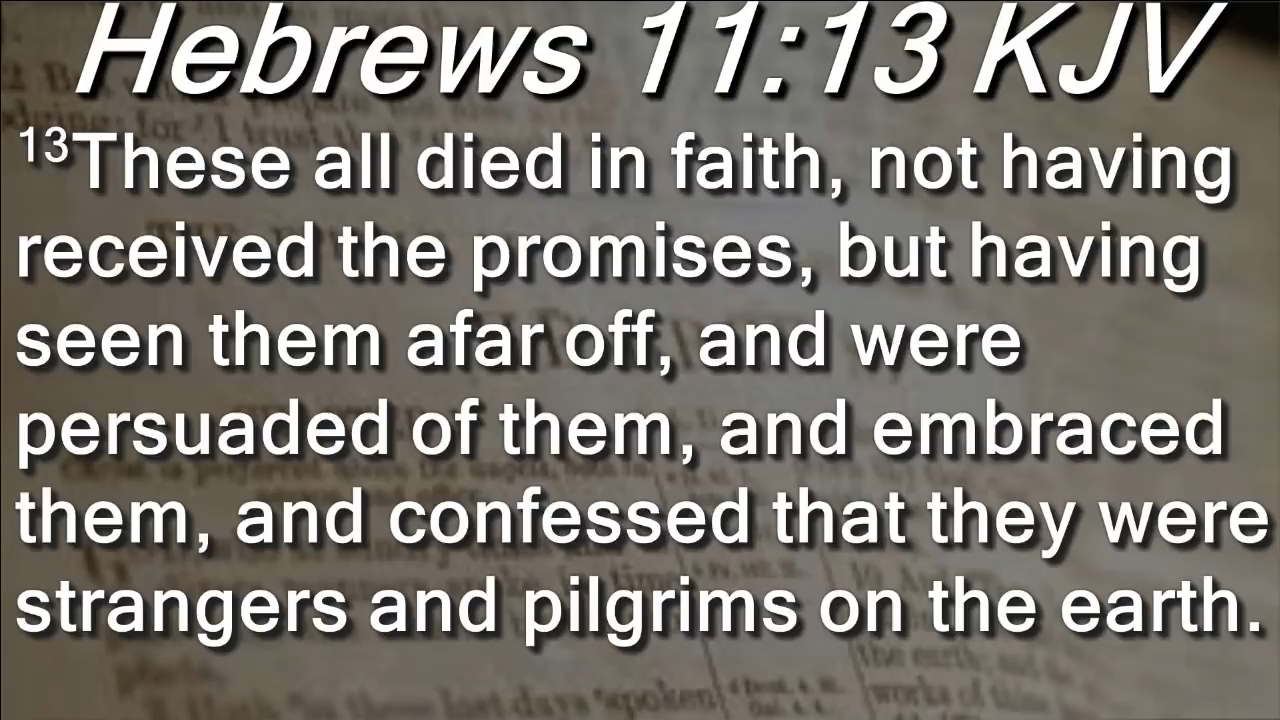 Hebrews 11:13 KJV
13These all died in faith, not having
received the promises, but having
seen them afar off, and were
persuaded of them, and embraced
them, and confessed that they were
strangers and pilgrims on the earth.